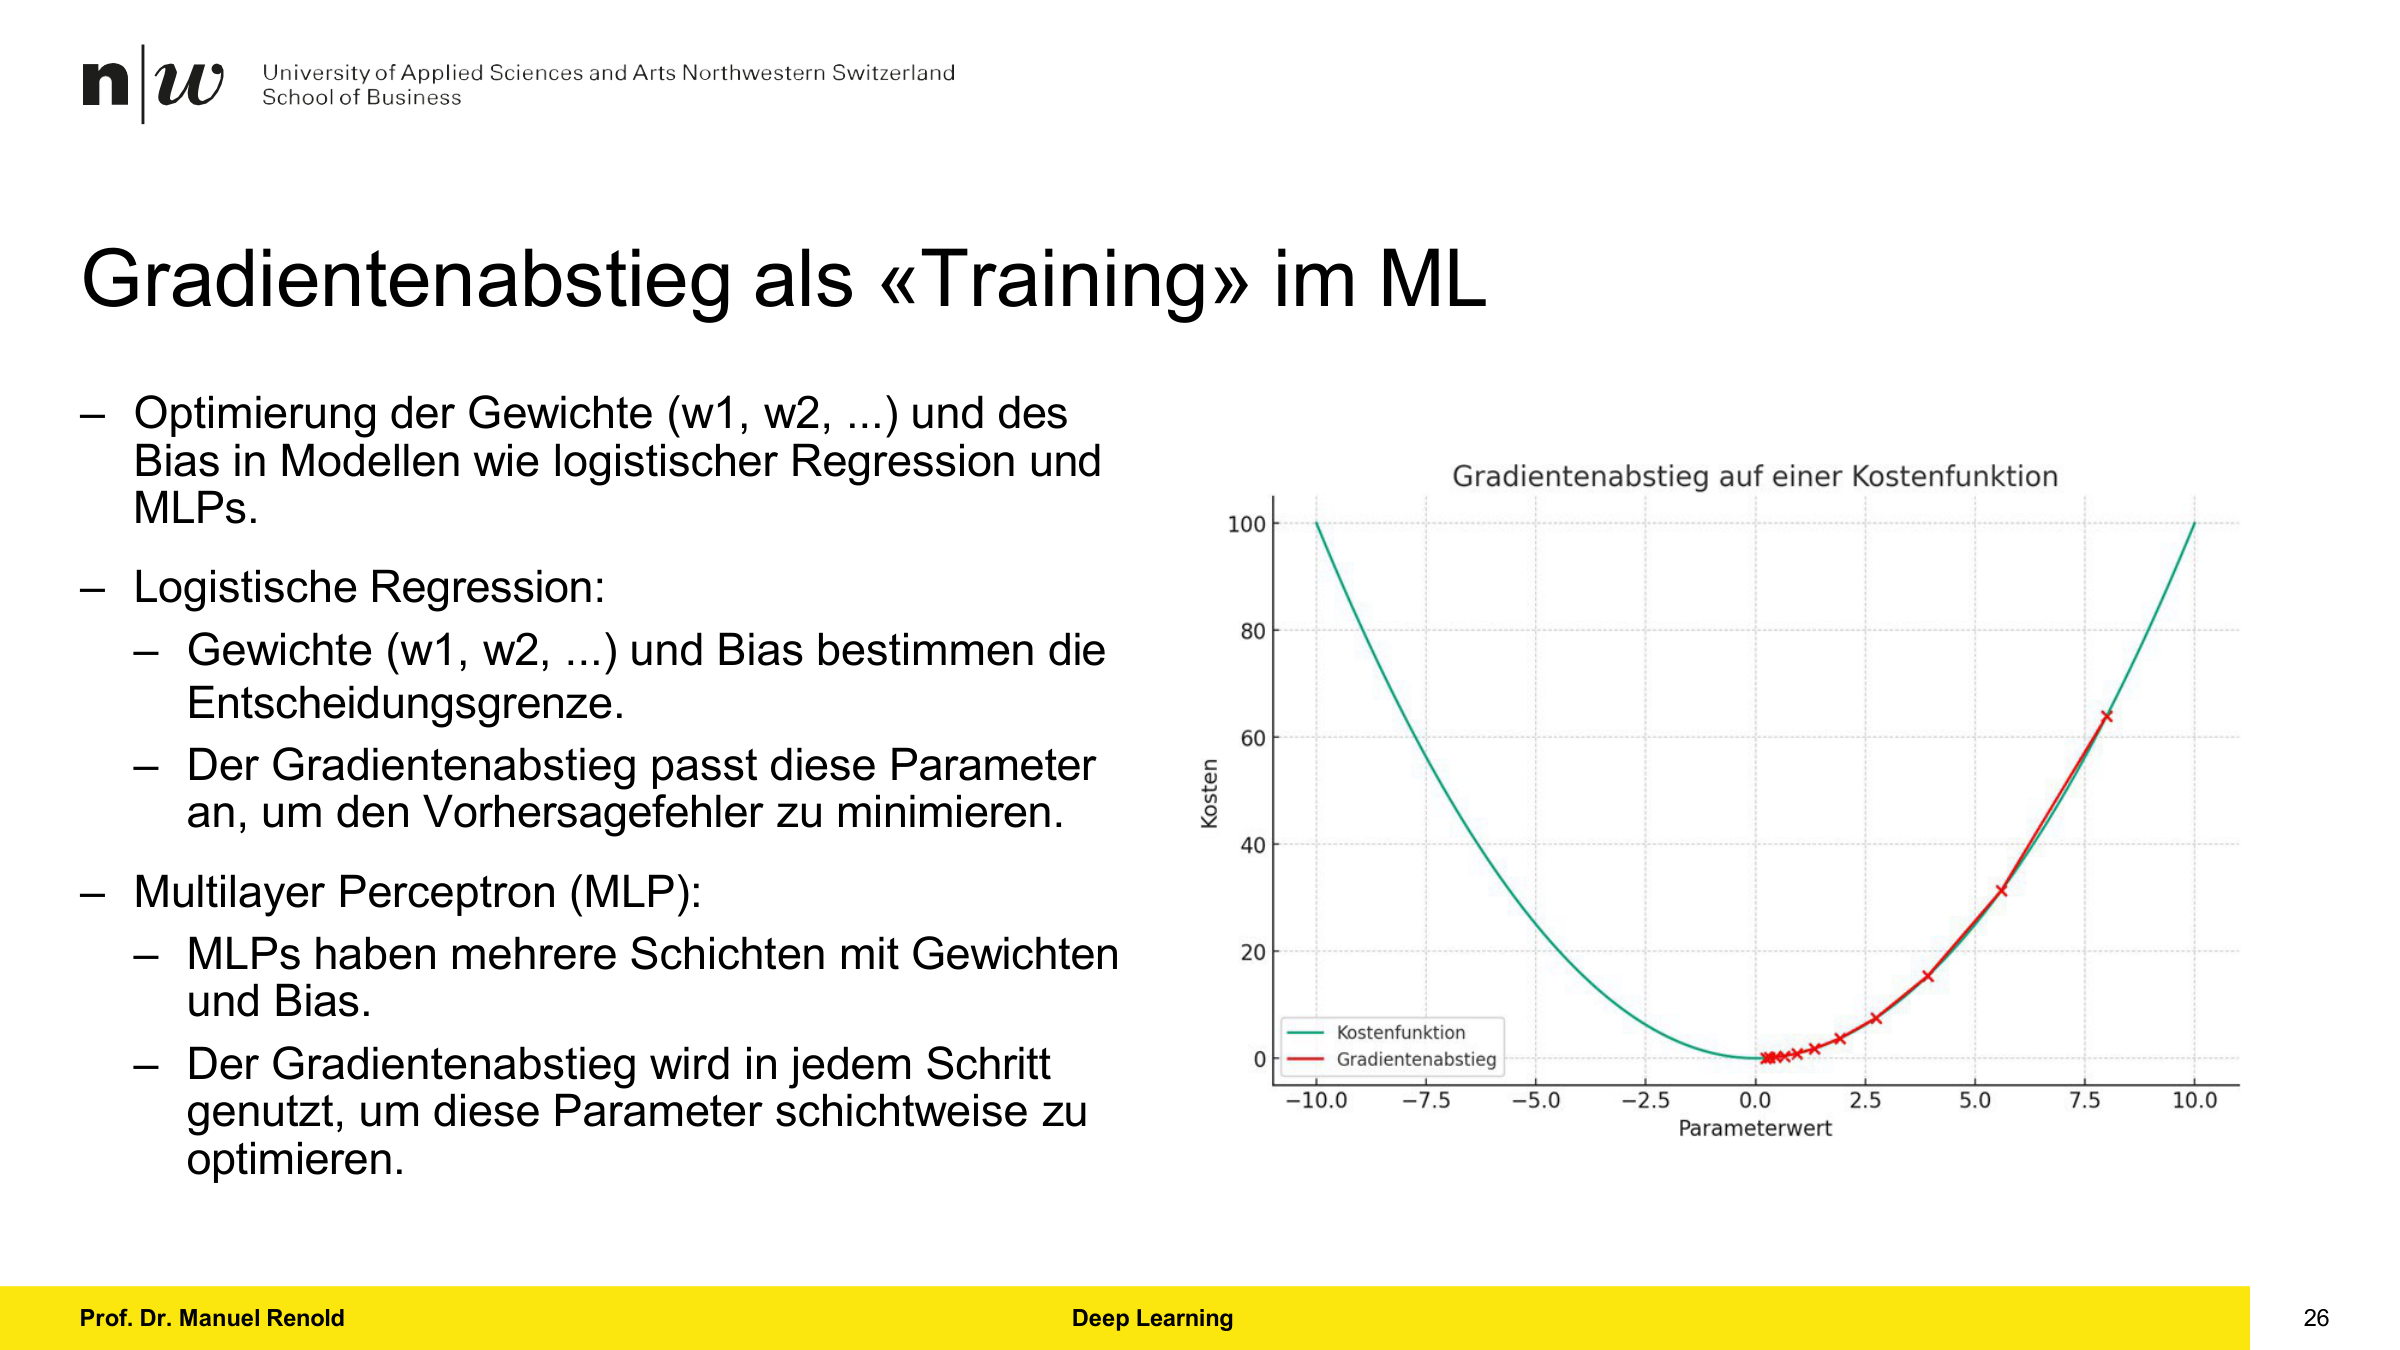 n|w University of Applied Sciences and Arts Northwestern Switzerland
School of Business
Gradientenabstieg als «Training» im ML
– Optimierung der Gewichte (w1, w2, ...) und des
Bias in Modellen wie logistischer Regression und
MLPs.
– Logistische Regression:
– Gewichte (w1, w2, ...) und Bias bestimmen die
Entscheidungsgrenze.
– Der Gradientenabstieg passt diese Parameter
an, um den Vorhersagefehler zu minimieren.
– Multilayer Perceptron (MLP):
– MLPs haben mehrere Schichten mit Gewichten
und Bias.
– Der Gradientenabstieg wird in jedem Schritt
genutzt, um diese Parameter schichtweise zu
optimieren.
Gradientenabstieg auf einer Kostenfunktion
100
80
60
40
20
0
Kosten
Kostenfunktion
Gradientenabstieg
−10.0 −7.5 −5.0 −2.5 0.0 2.5 5.0 7.5 10.0
Parameterwert
Prof. Dr. Manuel Renold Deep Learning 26